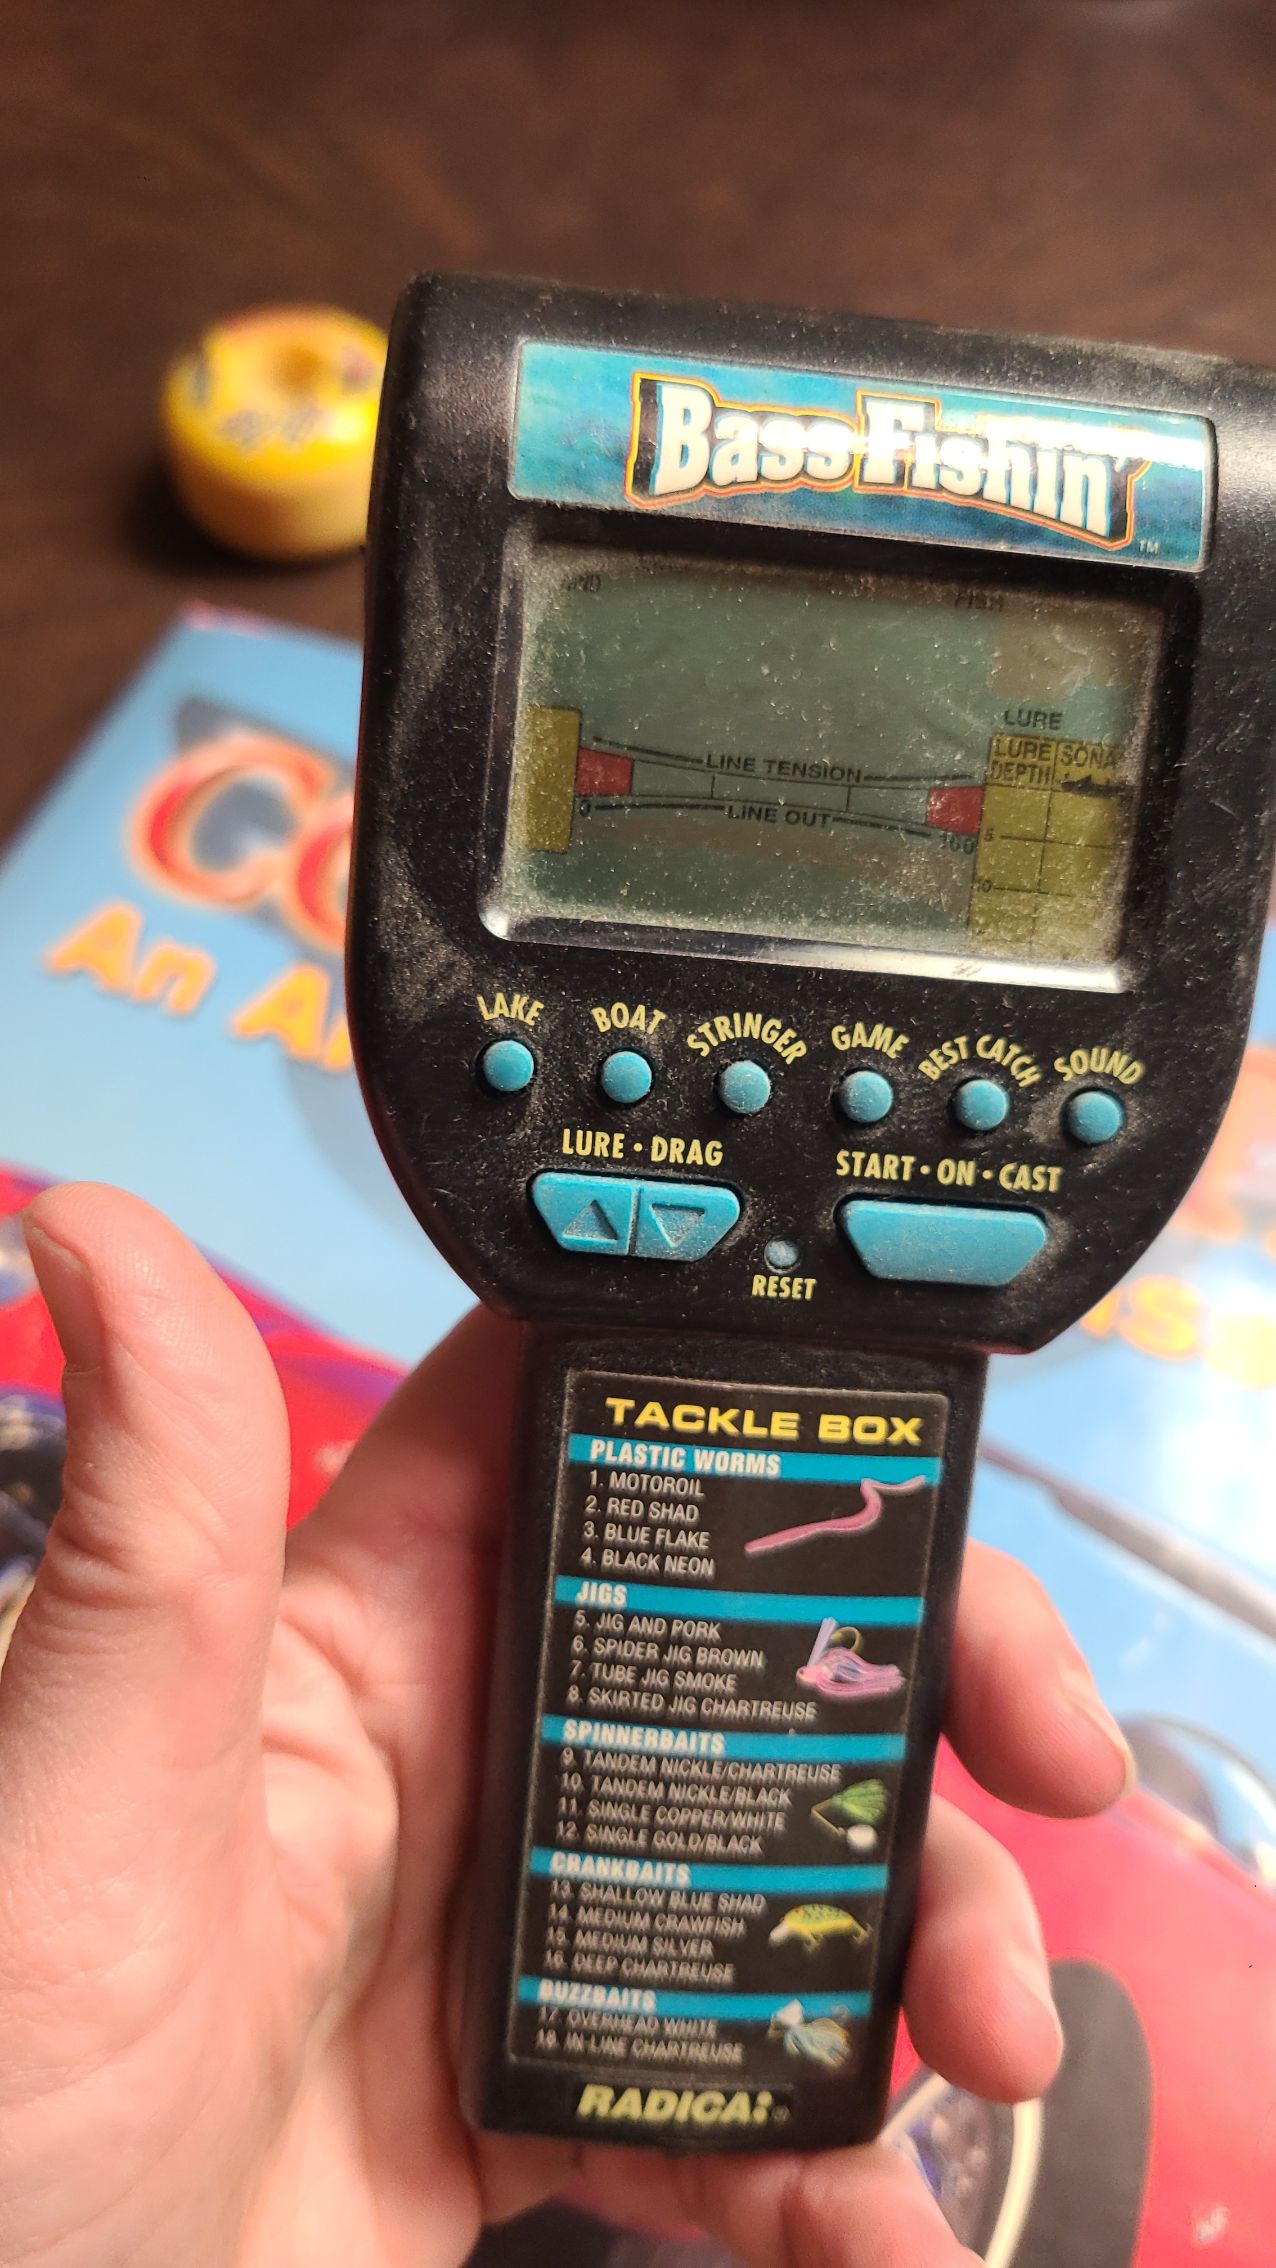 Bass Fishin'
TM
WIND
FISH
LURE
LURE DEPTH
SONA
LINE TENSION
0
LINE OUT
160
5
10
LAKE
BOAT
STRINGER
GAME
BEST CATCH
SOUND
LURE • DRAG
START • ON • CAST
RESET
An
TACKLE BOX
PLASTIC WORMS
1. MOTOROIL
2. RED SHAD
3. BLUE FLAKE
4. BLACK NEON
JIGS
5. JIG AND PORK
6. SPIDER JIG BROWN
7. TUBE JIG SMOKE
8. SKIRTED JIG CHARTREUSE
SPINNERBAITS
9. TANDEM NICKLE/CHARTREUSE
10. TANDEM NICKLE/BLACK
11. SINGLE COPPER/WHITE
12. SINGLE GOLD/BLACK
CRANKBAITS
13. SHALLOW BLUE SHAD
14. MEDIUM CRAWFISH
15. MEDIUM SILVER
16. DEEP CHARTREUSE
BUZZBAITS
17. OVERHEAD WHITE
18. IN-LINE CHARTREUSE
RADICA:®